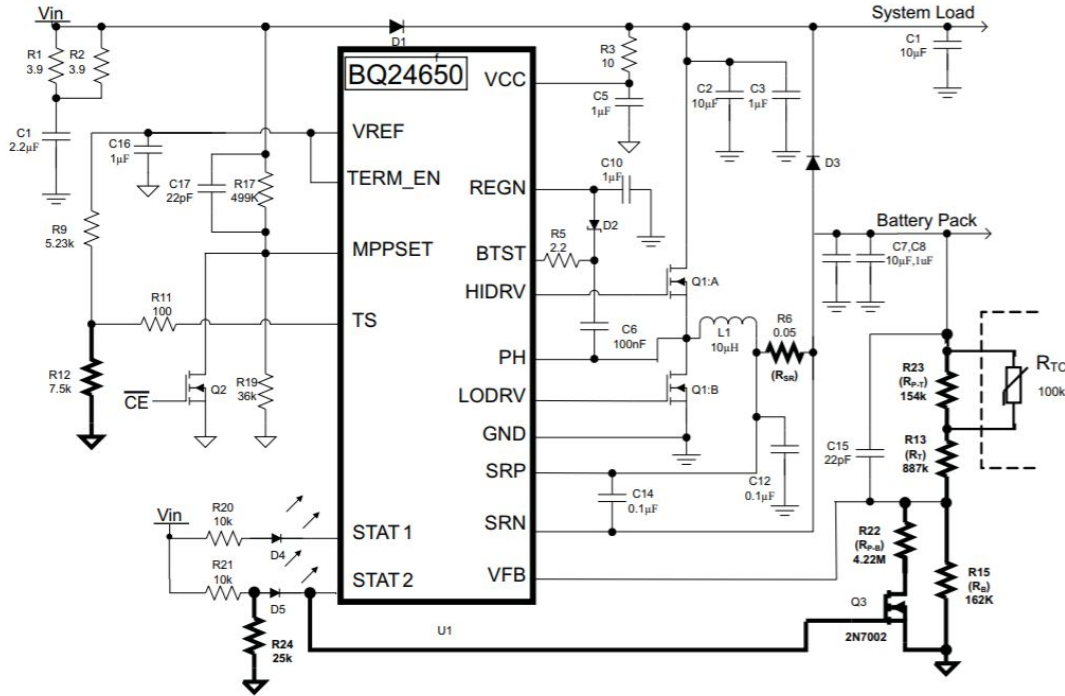 Vin
System Load
R1
3.9
R2
3.9
D1
R3
10
C1
10µF
BQ24650
VCC
C5
1µF
C2
10µF
C3
1µF
C1
2.2µF
C16
1µF
VREF
TERM_EN
C17
22pF
R17
499K
C10
1µF
REGN
D2
D3
R9
5.23k
MPPSET
R5
2.2
BTST
Battery Pack
C7,C8
10µF,1uF
HIDRV
Q1:A
R11
100
TS
C6
100nF
L1
10µH
R6
0.05
(RSR)
PH
R12
7.5k
CE
Q2
R19
36k
LODRV
Q1:B
R23
(RP-T)
154k
RTC
100k
GND
R13
(RT)
887k
C15
22pF
SRP
C14
0.1µF
C12
0.1µF
SRN
Vin
R20
10k
D4
STAT1
R22
(RP-B)
4.22M
R21
10k
D5
STAT2
VFB
R15
(RB)
162K
Q3
2N7002
R24
25k
U1